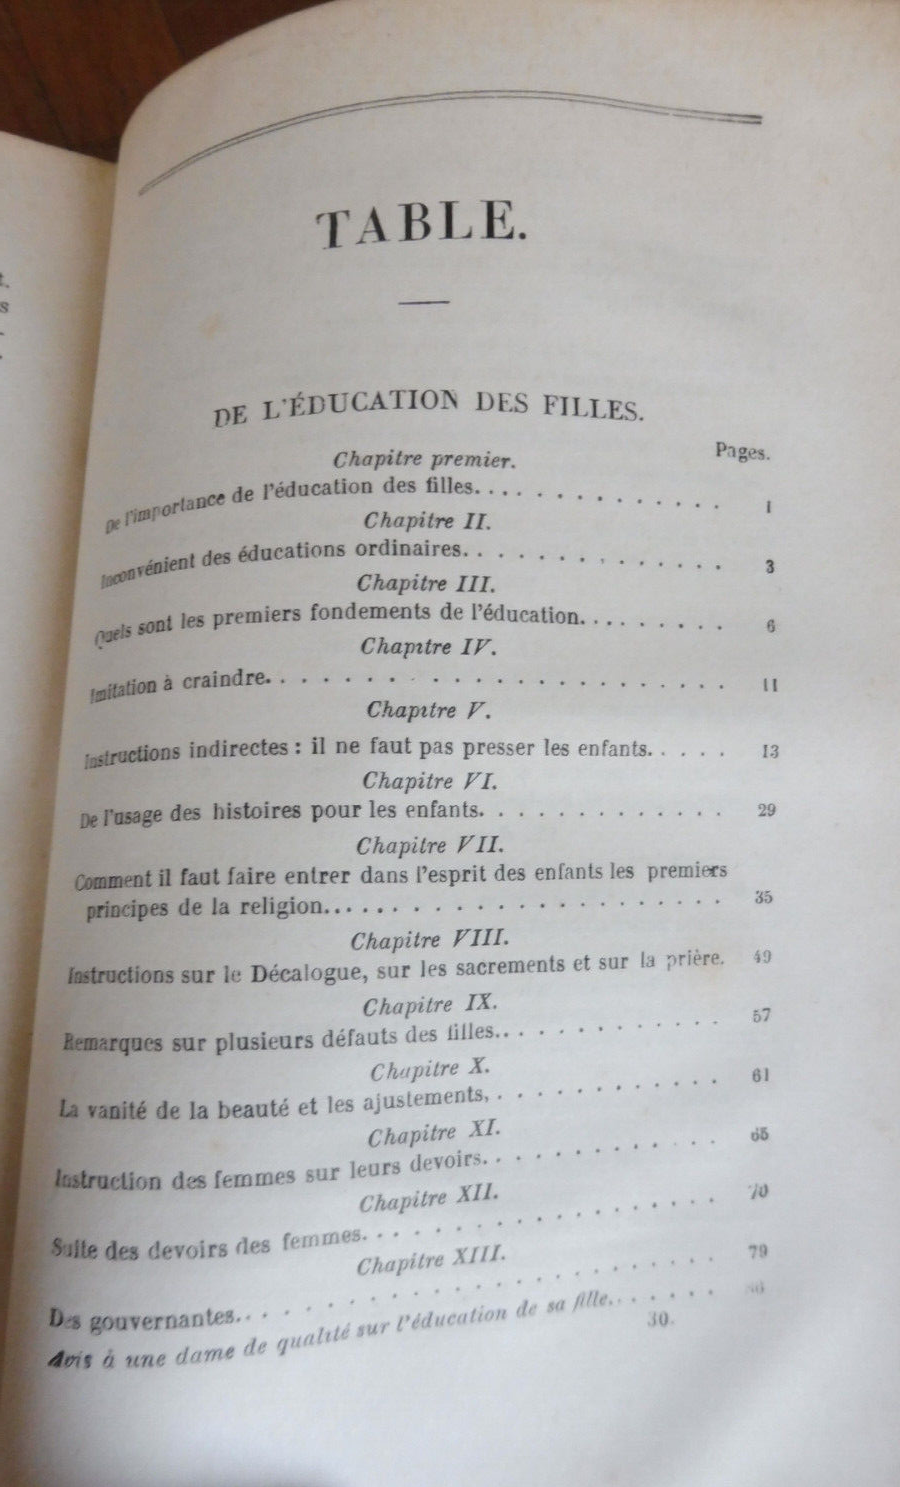 t.
s
-
TABLE.
DE L'ÉDUCATION DES FILLES.
Pages.
Chapitre premier.
De l'importance de l'éducation des filles. . . . . . . . . . . . . . . 1
Chapitre II.
Inconvénient des éducations ordinaires. . . . . . . . . . . . . . 3
Chapitre III.
Quels sont les premiers fondements de l'éducation. . . . . . . . . . 6
Chapitre IV.
Imitation à craindre. . . . . . . . . . . . . . . . . . . . . . . . 11
Chapitre V.
Instructions indirectes : il ne faut pas presser les enfants. . . . . 13
Chapitre VI.
De l'usage des histoires pour les enfants. . . . . . . . . . . . . . 29
Chapitre VII.
Comment il faut faire entrer dans l'esprit des enfants les premiers
principes de la religion. . . . . . . . . . . . . . . . . . . . . . 35
Chapitre VIII.
Instructions sur le Décalogue, sur les sacrements et sur la prière. 49
Chapitre IX.
Remarques sur plusieurs défauts des filles. . . . . . . . . . . . . 57
Chapitre X.
La vanité de la beauté et les ajustements, . . . . . . . . . . . . . 61
Chapitre XI.
Instruction des femmes sur leurs devoirs. . . . . . . . . . . . . . 65
Chapitre XII.
Suite des devoirs des femmes. . . . . . . . . . . . . . . . . . . . 70
Chapitre XIII.
Des gouvernantes. . . . . . . . . . . . . . . . . . . . . . . . . . 79
Avis à une dame de qualité sur l'éducation de sa fille. . . . . . . .
30.